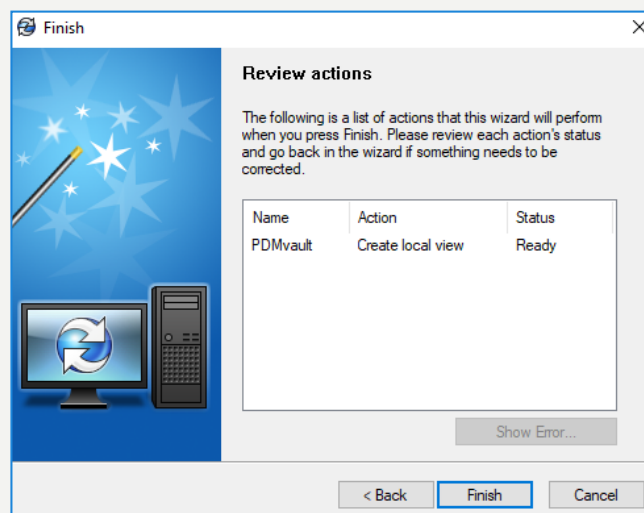 Finish
Review actions
The following is a list of actions that this wizard will perform
when you press Finish. Please review each action's status
and go back in the wizard if something needs to be
corrected.
Name Action Status
PDMvault Create local view Ready
Show Error...
< Back Finish Cancel